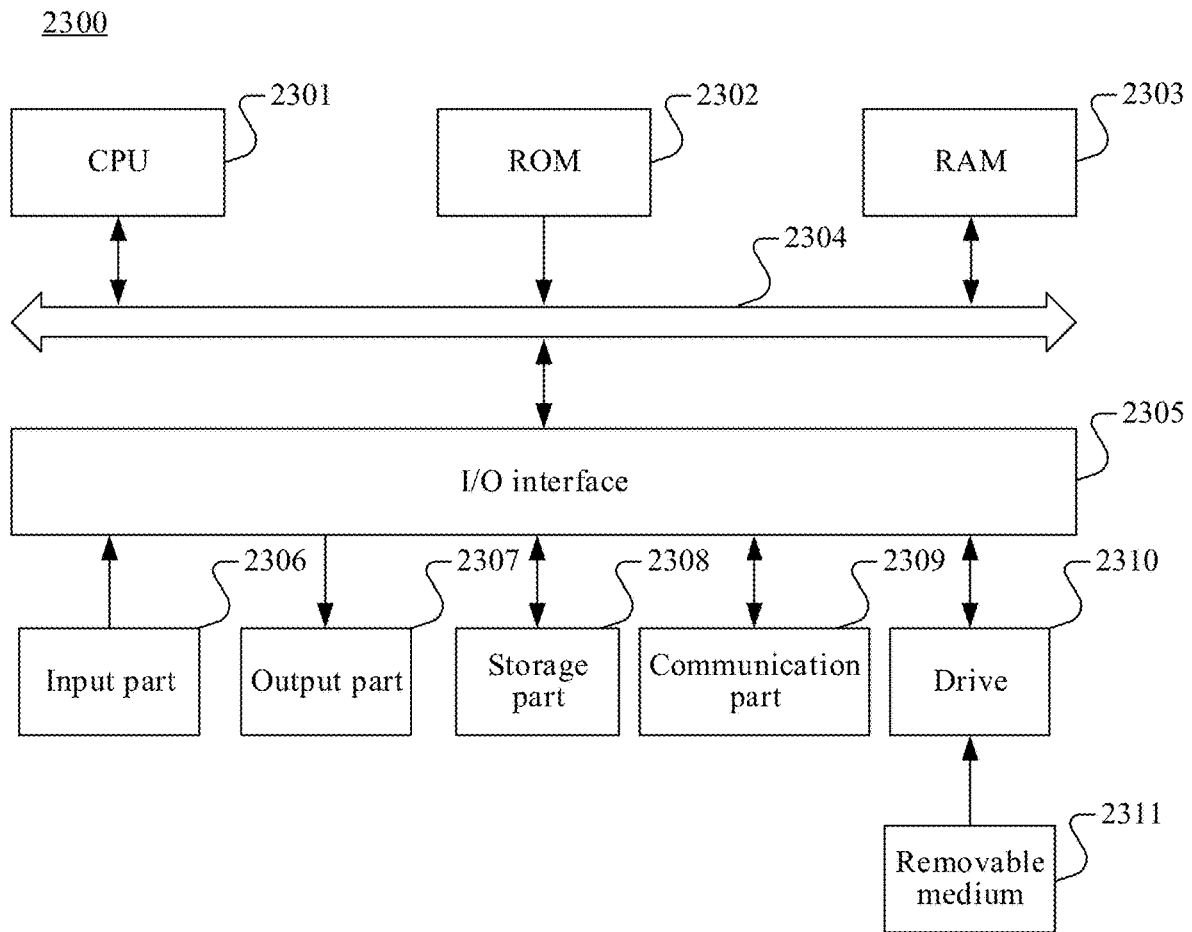 2300
2301
2302
2303
CPU
ROM
RAM
2304
2305
I/O interface
2306
2307
2308
2309
2310
Input part
Output part
Storage
part
Communication
part
Drive
2311
Removable
medium